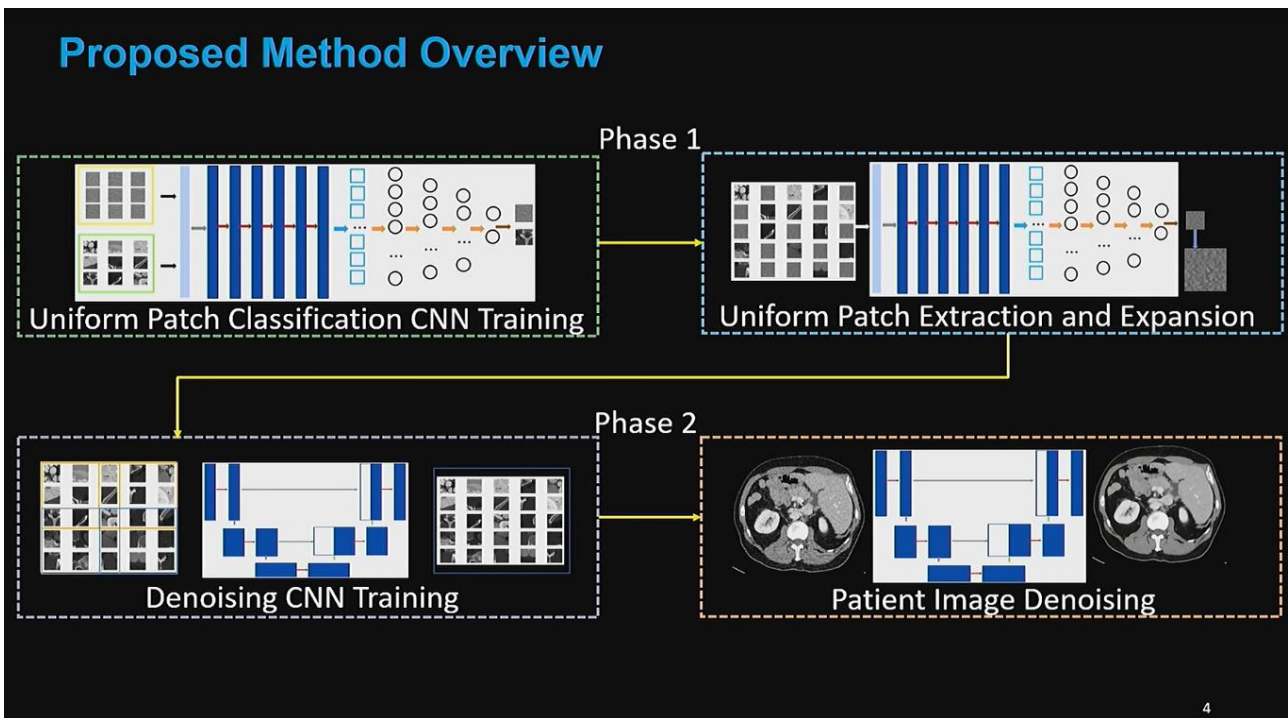 Proposed Method Overview
Phase 1
Uniform Patch Classification CNN Training
Uniform Patch Extraction and Expansion
Phase 2
Denoising CNN Training
Patient Image Denoising
4